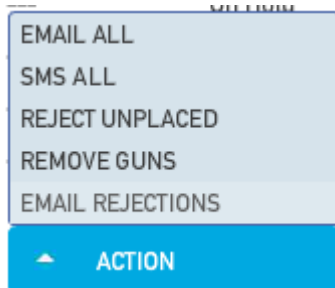 EMAIL ALL
SMS ALL
REJECT UNPLACED
REMOVE GUNS
EMAIL REJECTIONS
ACTION